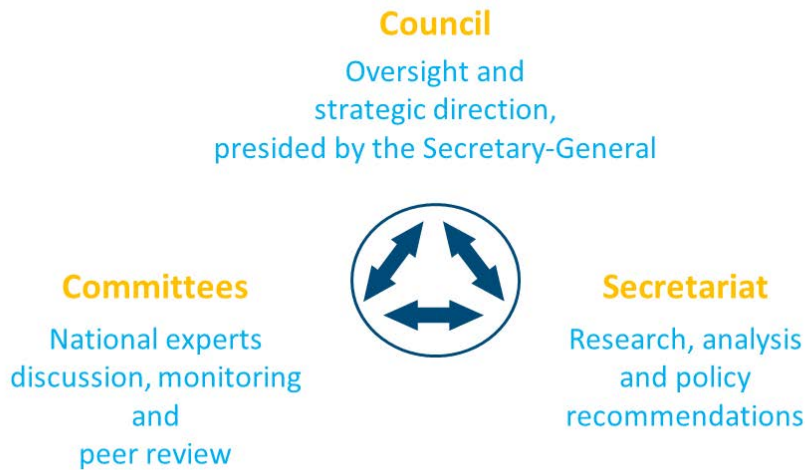 Council
Oversight and
strategic direction,
presided by the Secretary-General
Committees
National experts
discussion, monitoring
and
peer review
Secretariat
Research, analysis
and policy
recommendations